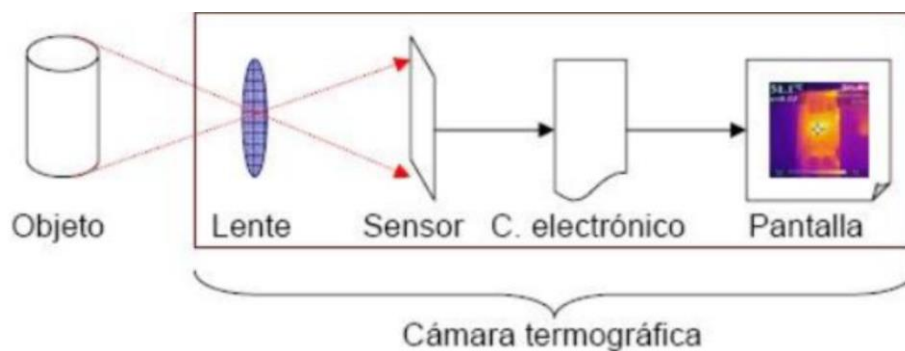 Objeto
Lente
Sensor
C. electrónico
Pantalla
Cámara termográfica